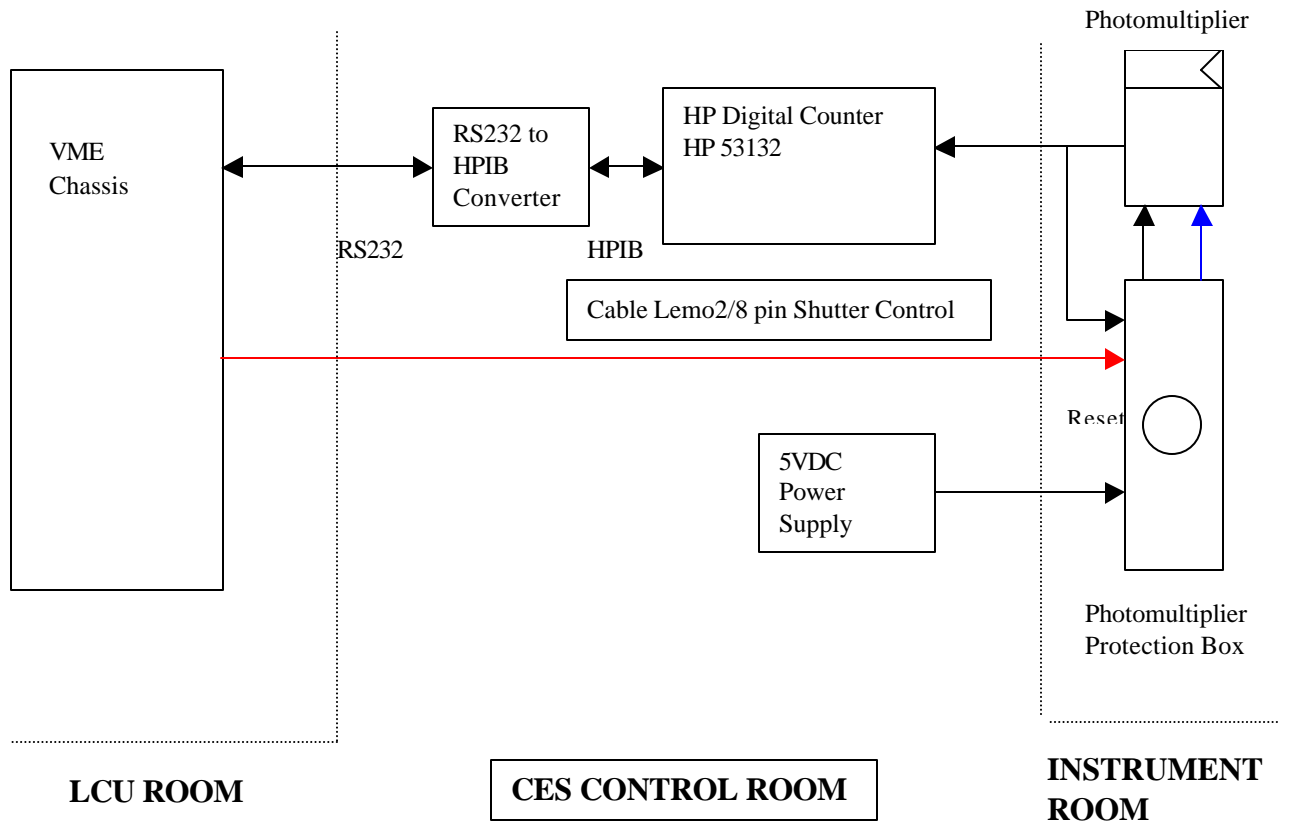 Photomultiplier
VME
Chassis
RS232 to
HPIB
Converter
HP Digital Counter
HP 53132
RS232
HPIB
Cable Lemo2/8 pin Shutter Control
Reset
5VDC
Power
Supply
Photomultiplier
Protection Box
LCU ROOM
CES CONTROL ROOM
INSTRUMENT
ROOM